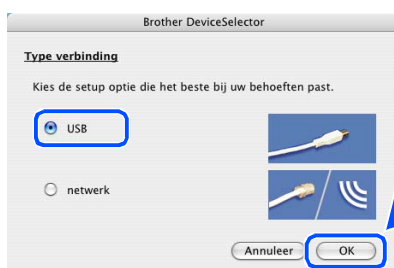 Brother DeviceSelector
Type verbinding
Kies de setup optie die het beste bij uw behoeften past.
USB
netwerk
Annuleer OK